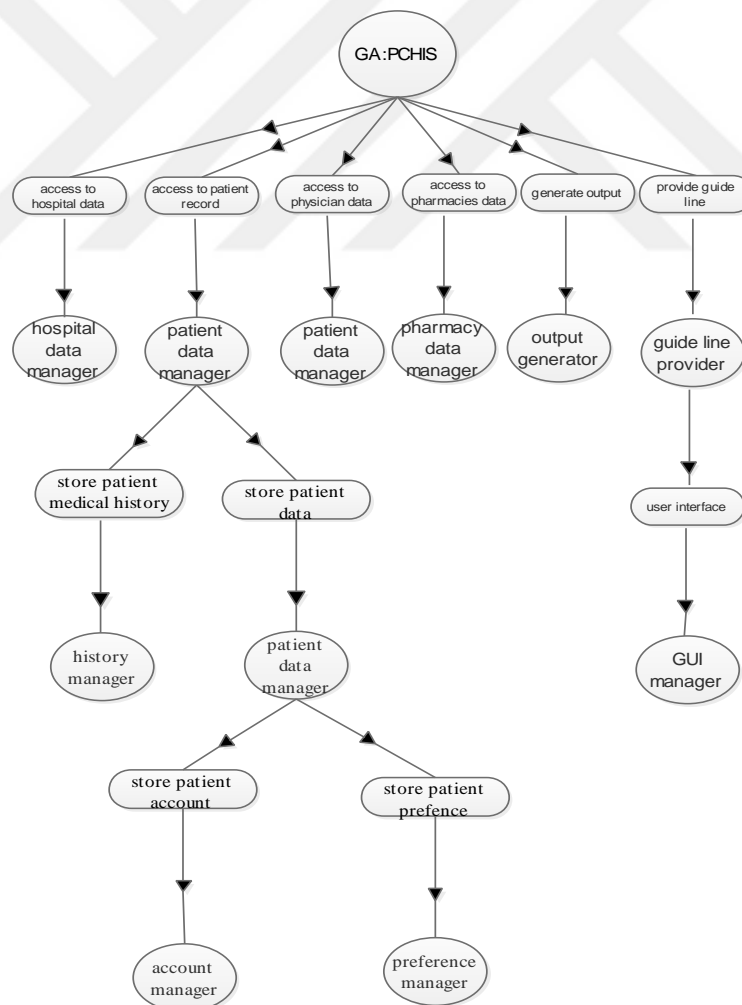 GA:PCHIS
access to
hospital data
access to patient
record
access to
physician data
access to
pharmacies data
generate output
provide guide
line
hospital
data
manager
patient
data
manager
patient
data
manager
pharmacy
data
manager
output
generator
guide line
provider
store patient
medical history
store patient
data
user interface
history
manager
patient
data
manager
GUI
manager
store patient
account
store patient
prefence
account
manager
preference
manager